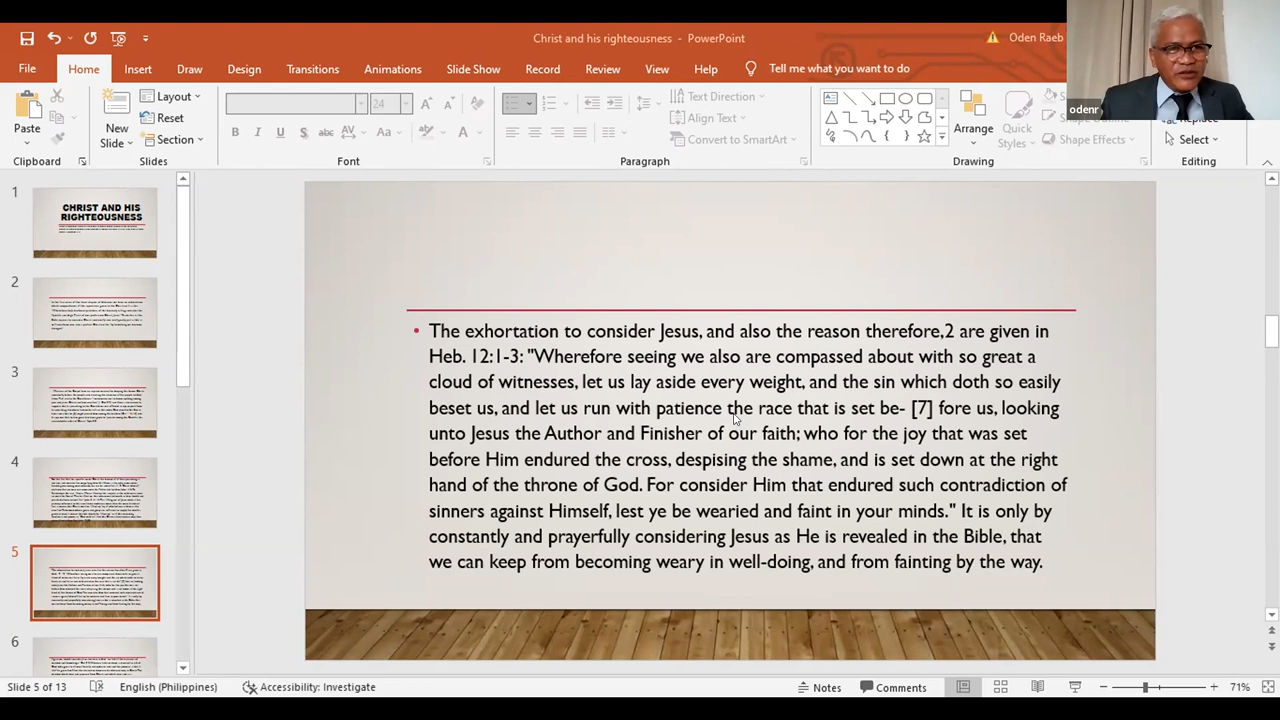 Christ and his righteousness - PowerPoint
Oden Raeb
File
Home
Insert
Draw
Design
Transitions
Animations
Slide Show
Record
Review
View
Help
Tell me what you want to do
odenr
Paste
New
Slide
Layout
Reset
Section
24
Text Direction
Align Text
Convert to SmartArt
Arrange
Quick
Styles
Shape Effects
Select
Clipboard
Slides
Font
Paragraph
Drawing
Editing
1
CHRIST AND HIS
RIGHTEOUSNESS
2
3
4
5
6
• The exhortation to consider Jesus, and also the reason therefore,2 are given in
Heb. 12:1-3: "Wherefore seeing we also are compassed about with so great a
cloud of witnesses, let us lay aside every weight, and the sin which doth so easily
beset us, and let us run with patience the race that is set be- [7] fore us, looking
unto Jesus the Author and Finisher of our faith; who for the joy that was set
before Him endured the cross, despising the shame, and is set down at the right
hand of the throne of God. For consider Him that endured such contradiction of
sinners against Himself, lest ye be wearied and faint in your minds." It is only by
constantly and prayerfully considering Jesus as He is revealed in the Bible, that
we can keep from becoming weary in well-doing, and from fainting by the way.
Slide 5 of 13
English (Philippines)
Accessibility: Investigate
Notes
Comments
71%